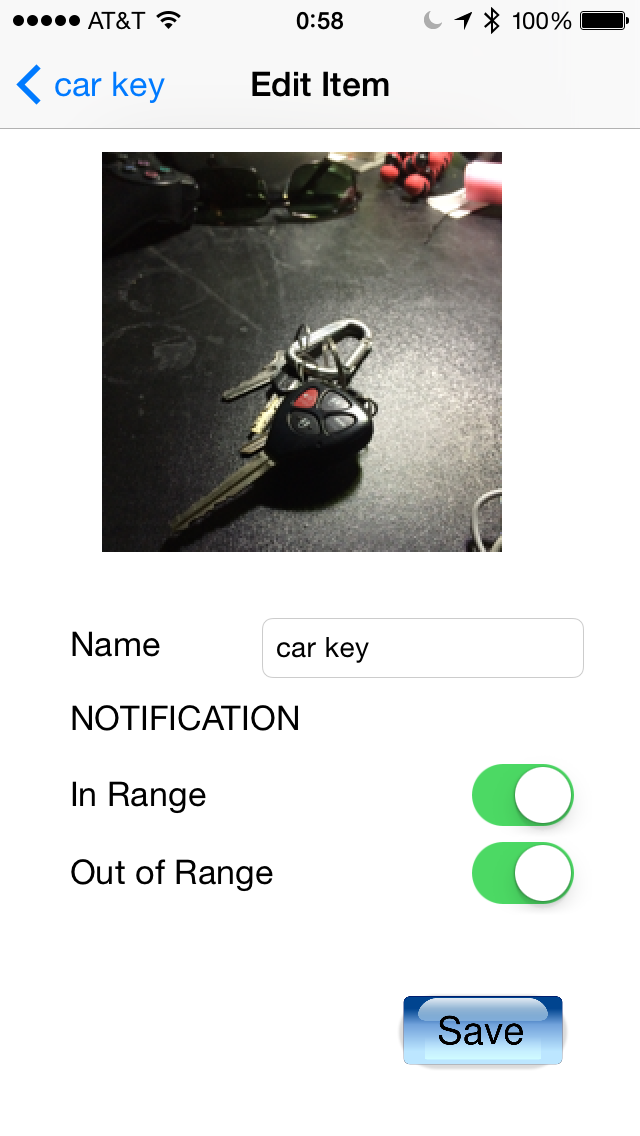 AT&T 0:58 100%
car key Edit Item
Name car key
NOTIFICATION
In Range
Out of Range
Save